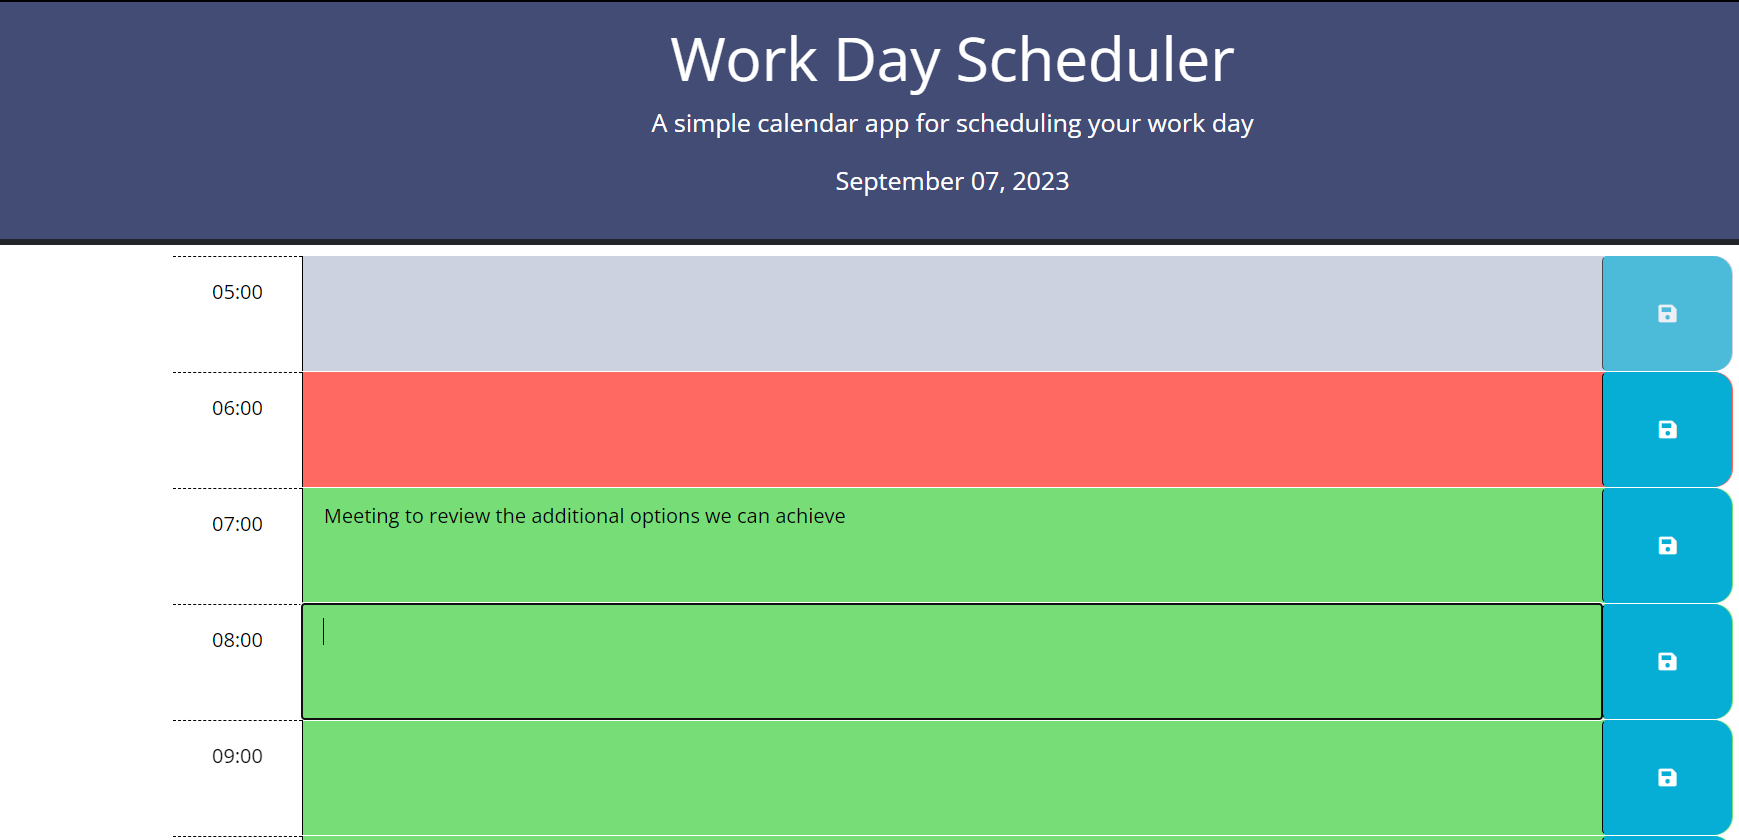 Work Day Scheduler
A simple calendar app for scheduling your work day
September 07, 2023
05:00
06:00
07:00
Meeting to review the additional options we can achieve
08:00
09:00